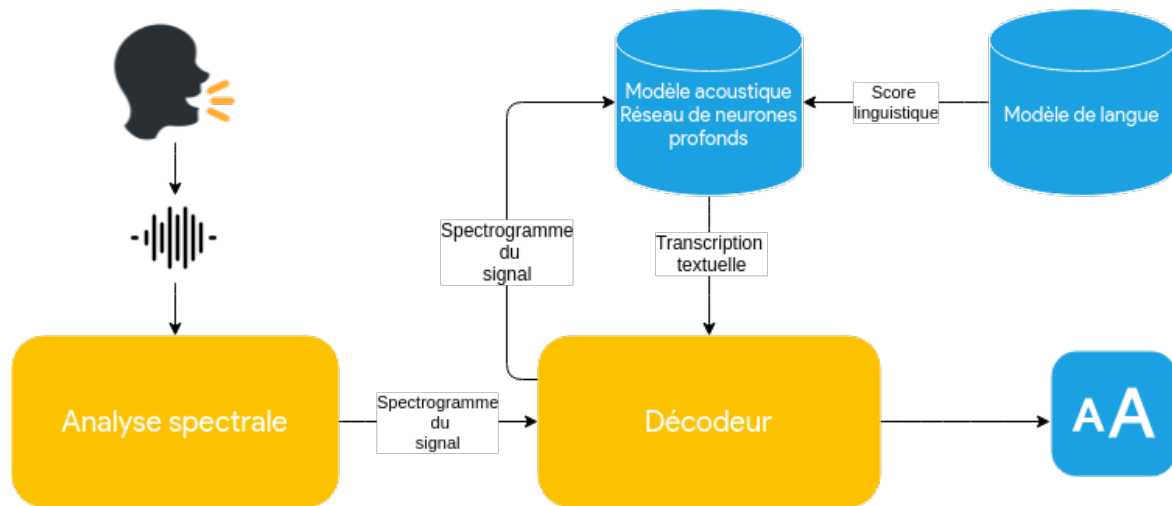 Modèle acoustique
Réseau de neurones
profonds
Score
linguistique
Modèle de langue
Spectrogramme
du
signal
Transcription
textuelle
Analyse spectrale
Spectrogramme
du
signal
Décodeur
AA